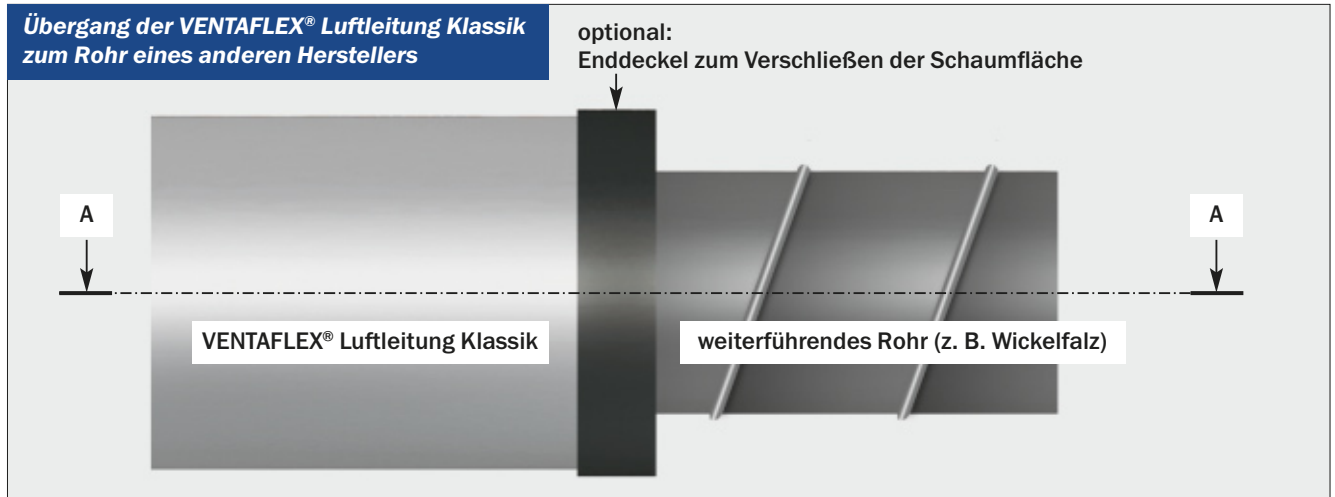 Übergang der VENTAFLEX® Luftleitung Klassik
zum Rohr eines anderen Herstellers
optional:
Enddeckel zum Verschließen der Schaumfläche
A
A
VENTAFLEX® Luftleitung Klassik
weiterführendes Rohr (z. B. Wickelfalz)